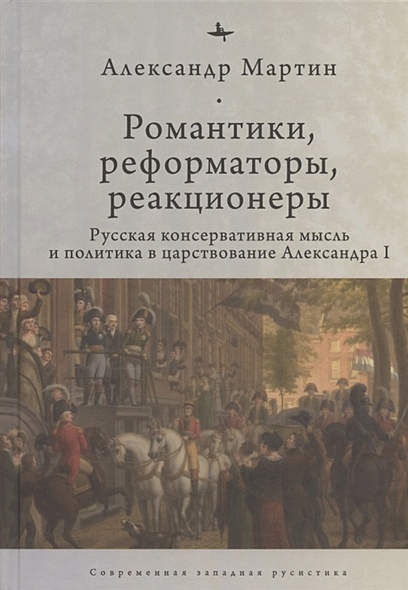 Александр Мартин
Романтики,
реформаторы,
реакционеры
Русская консервативная мысль
и политика в царствование Александра I
Современная западная русистика